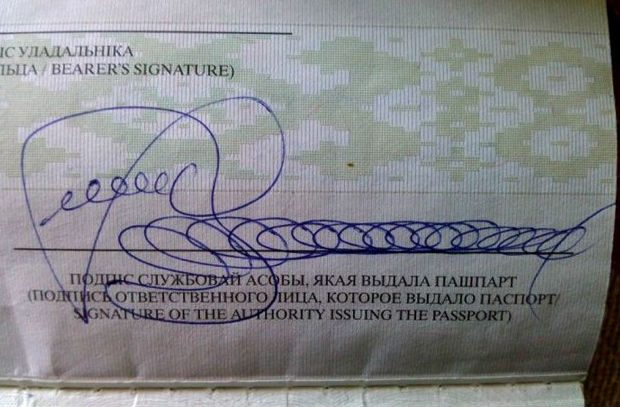 ІС УЛАДАЛЬНІКА
ЛЬЦА / BEARER'S SIGNATURE)
ПОДПІС СЛУЖБОВАЙ АСОБЫ, ЯКАЯ ВЫДАЛА ПАШПАРТ
(ПОДПИСЬ ОТВЕТСТВЕННОГО ЛИЦА, КОТОРОЕ ВЫДАЛО ПАСПОРТ/
SIGNATURE OF THE AUTHORITY ISSUING THE PASSPORT)